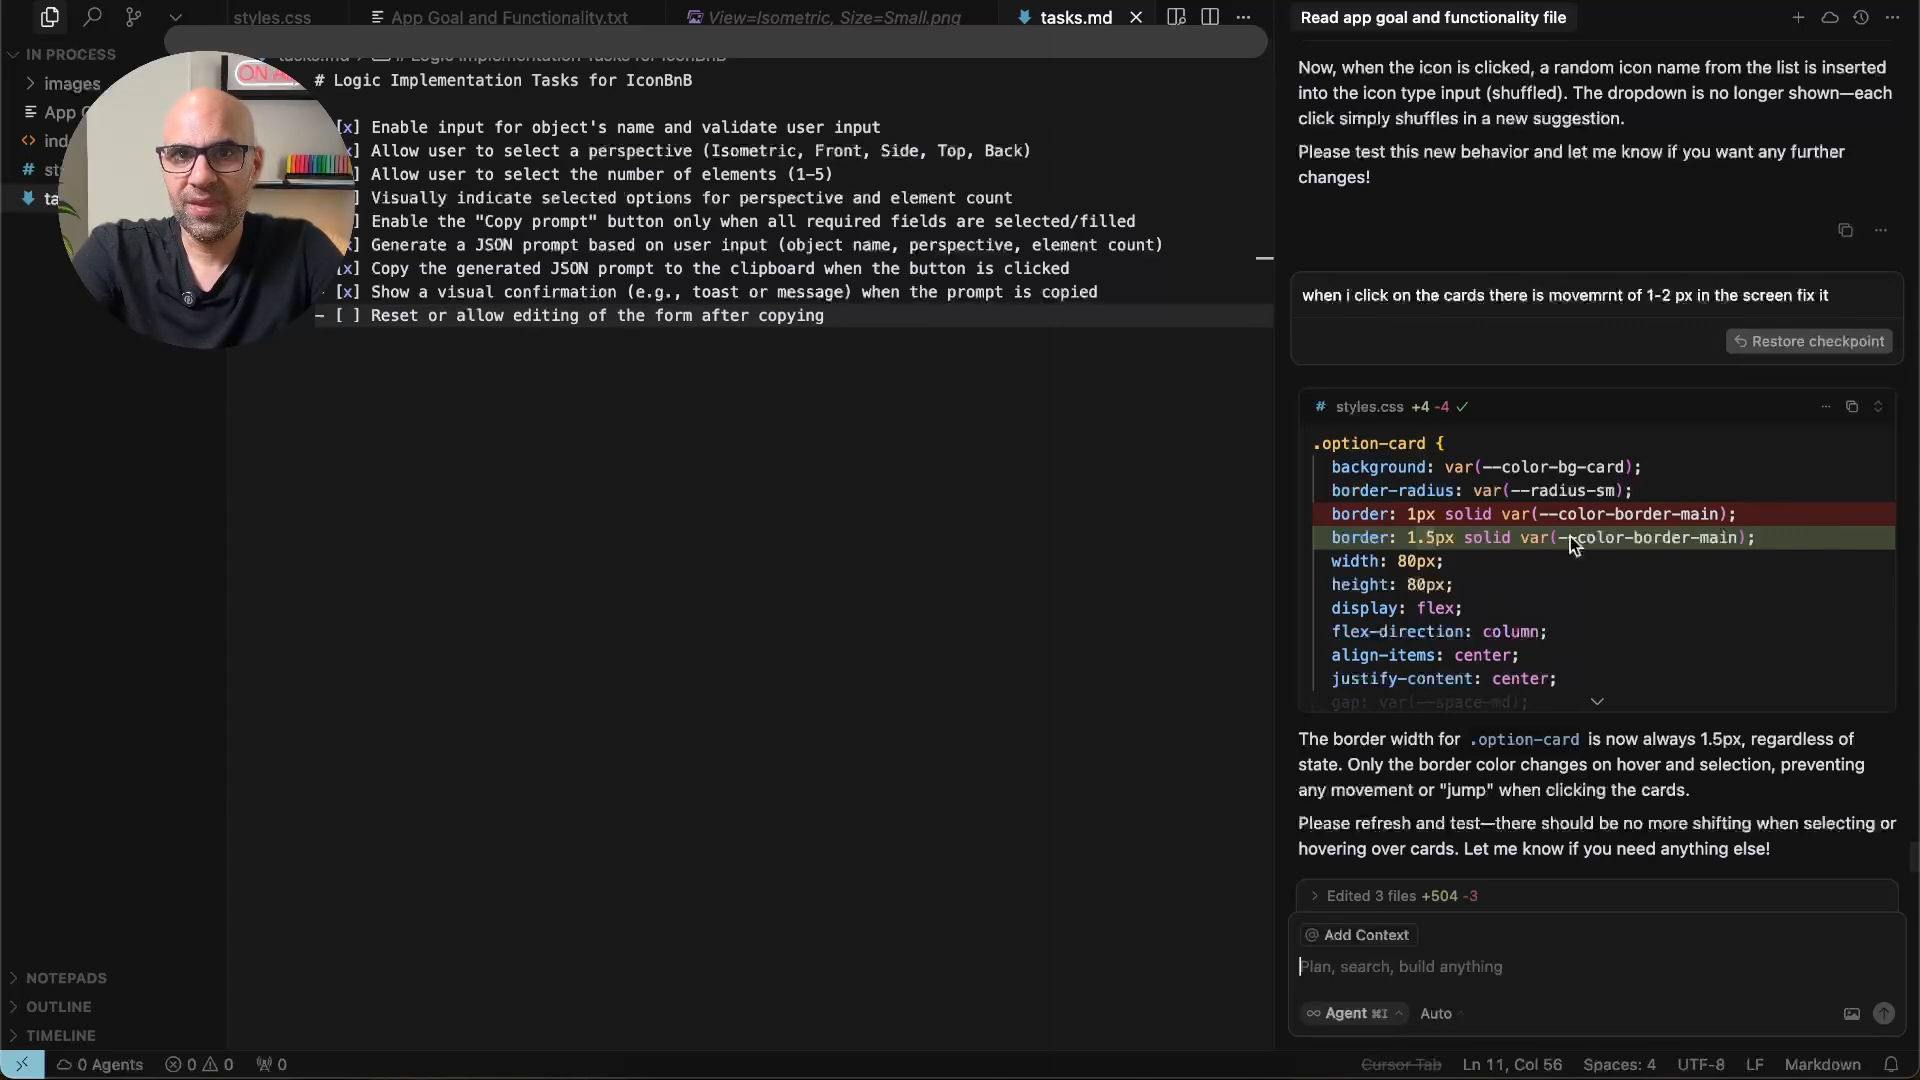 styles.css
App Goal and Functionality.txt
View=Isometric, Size=Small.png
tasks.md
Read app goal and functionality file
IN PROCESS
images
App
ind
st
ta
ON A
# Logic Implementation Tasks for IconBnB
[x] Enable input for object's name and validate user input
x] Allow user to select a perspective (Isometric, Front, Side, Top, Back)
] Allow user to select the number of elements (1-5)
] Visually indicate selected options for perspective and element count
] Enable the "Copy prompt" button only when all required fields are selected/filled
x] Generate a JSON prompt based on user input (object name, perspective, element count)
[x] Copy the generated JSON prompt to the clipboard when the button is clicked
[x] Show a visual confirmation (e.g., toast or message) when the prompt is copied
- [ ] Reset or allow editing of the form after copying
Now, when the icon is clicked, a random icon name from the list is inserted
into the icon type input (shuffled). The dropdown is no longer shown—each
click simply shuffles in a new suggestion.
Please test this new behavior and let me know if you want any further
changes!
when i click on the cards there is movemrnt of 1-2 px in the screen fix it
Restore checkpoint
# styles.css +4 -4
.option-card {
background: var(--color-bg-card);
border-radius: var(--radius-sm);
border: 1px solid var(--color-border-main);
border: 1.5px solid var(--color-border-main);
width: 80px;
height: 80px;
display: flex;
flex-direction: column;
align-items: center;
justify-content: center;
gap: var(--space-md);
The border width for .option-card is now always 1.5px, regardless of
state. Only the border color changes on hover and selection, preventing
any movement or "jump" when clicking the cards.
Please refresh and test—there should be no more shifting when selecting or
hovering over cards. Let me know if you need anything else!
Edited 3 files +504 -3
@ Add Context
Plan, search, build anything
∞ Agent ⌘I
Auto
NOTEPADS
OUTLINE
TIMELINE
0 Agents
0
0
0
Cursor Tab
Ln 11, Col 56
Spaces: 4
UTF-8
LF
Markdown